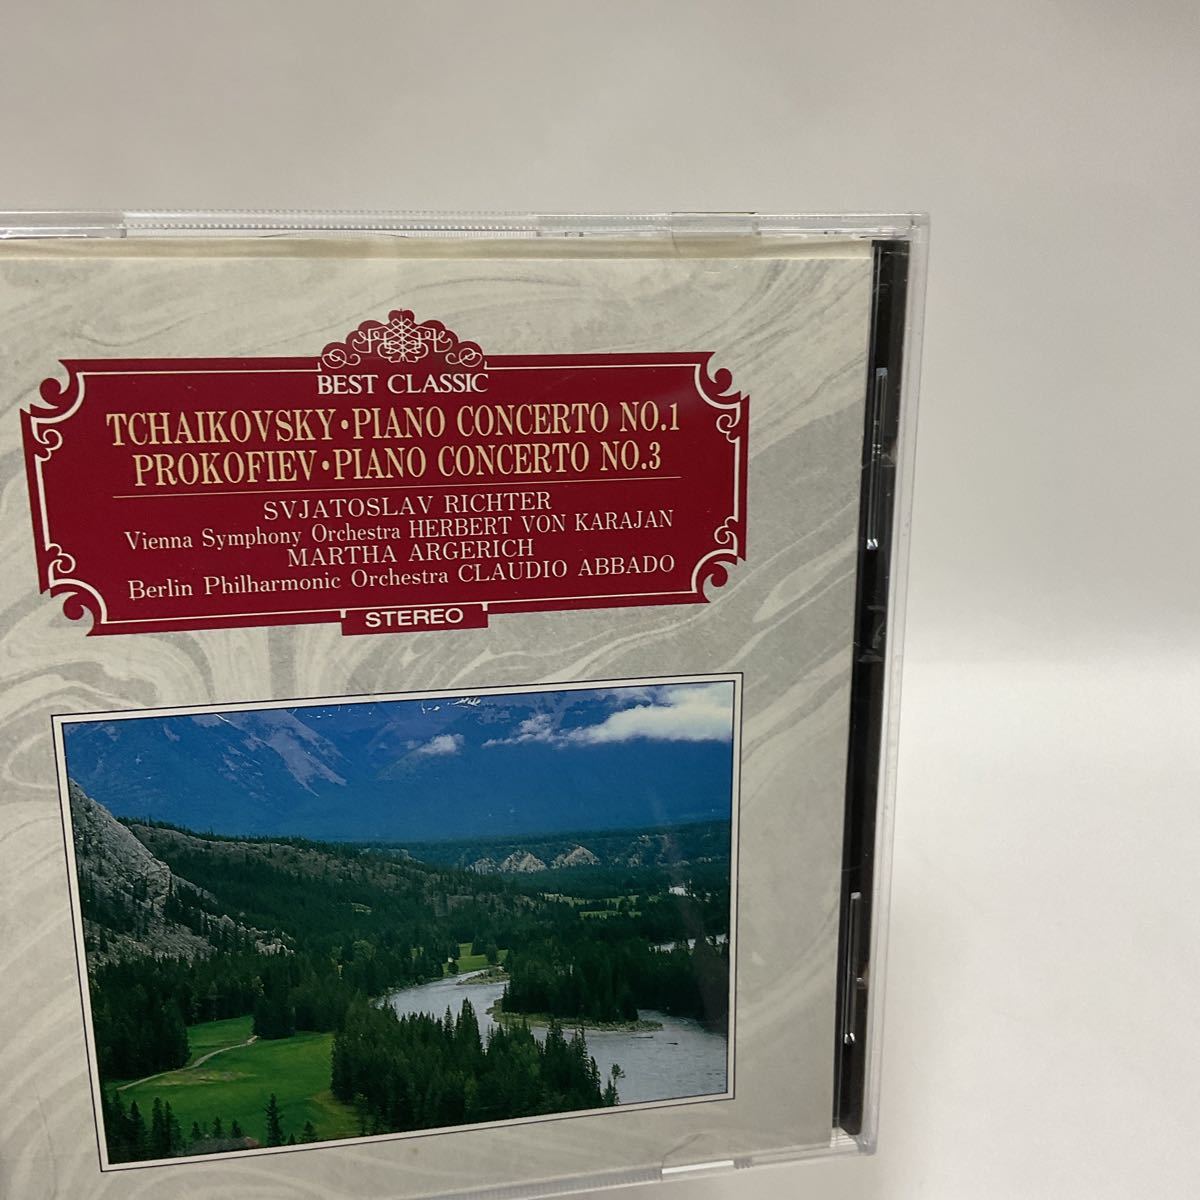 BEST CLASSIC
TCHAIKOVSKY・PIANO CONCERTO NO.1
PROKOFIEV・PIANO CONCERTO NO.3
SVJATOSLAV RICHTER
Vienna Symphony Orchestra HERBERT VON KARAJAN
MARTHA ARGERICH
Berlin Philharmonic Orchestra CLAUDIO ABBADO
STEREO